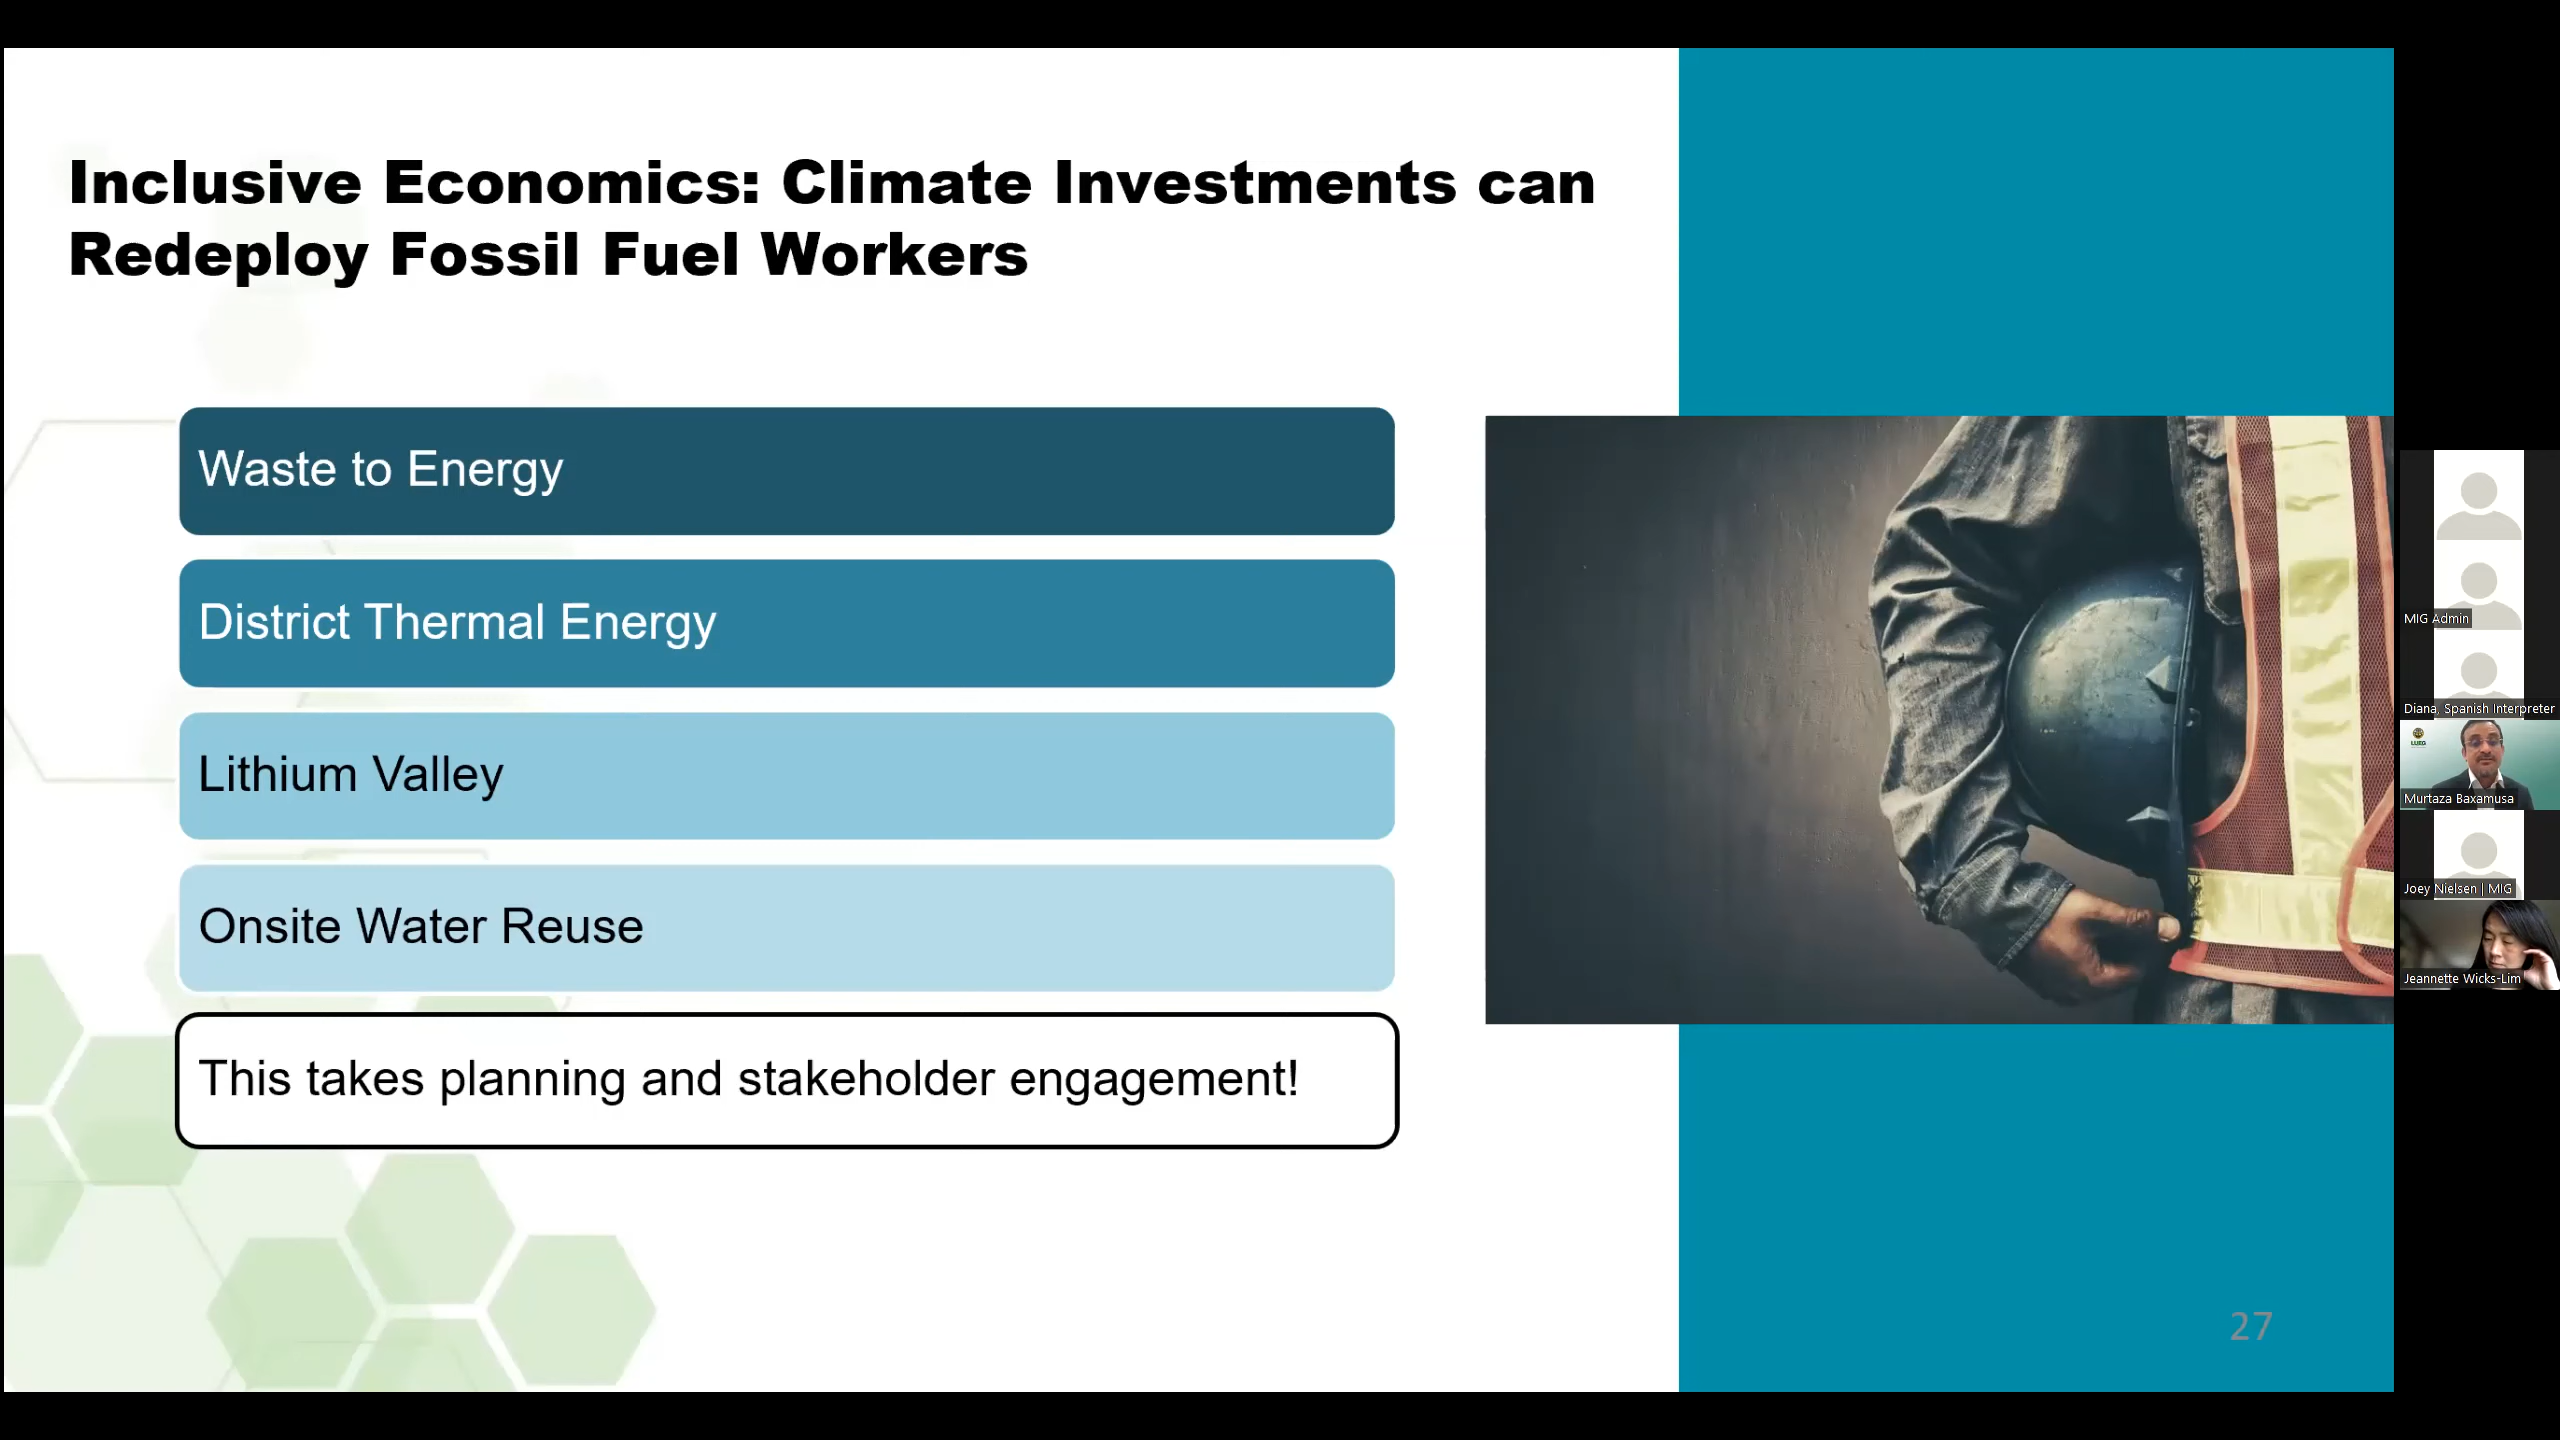 Inclusive Economics: Climate Investments can
Redeploy Fossil Fuel Workers
Waste to Energy
District Thermal Energy
Lithium Valley
Onsite Water Reuse
This takes planning and stakeholder engagement!
27
MIG Admin
Diana, Spanish Interpreter
LUEG
Murtaza Baxamusa
Joey Nielsen | MIG
Jeannette Wicks-Lim